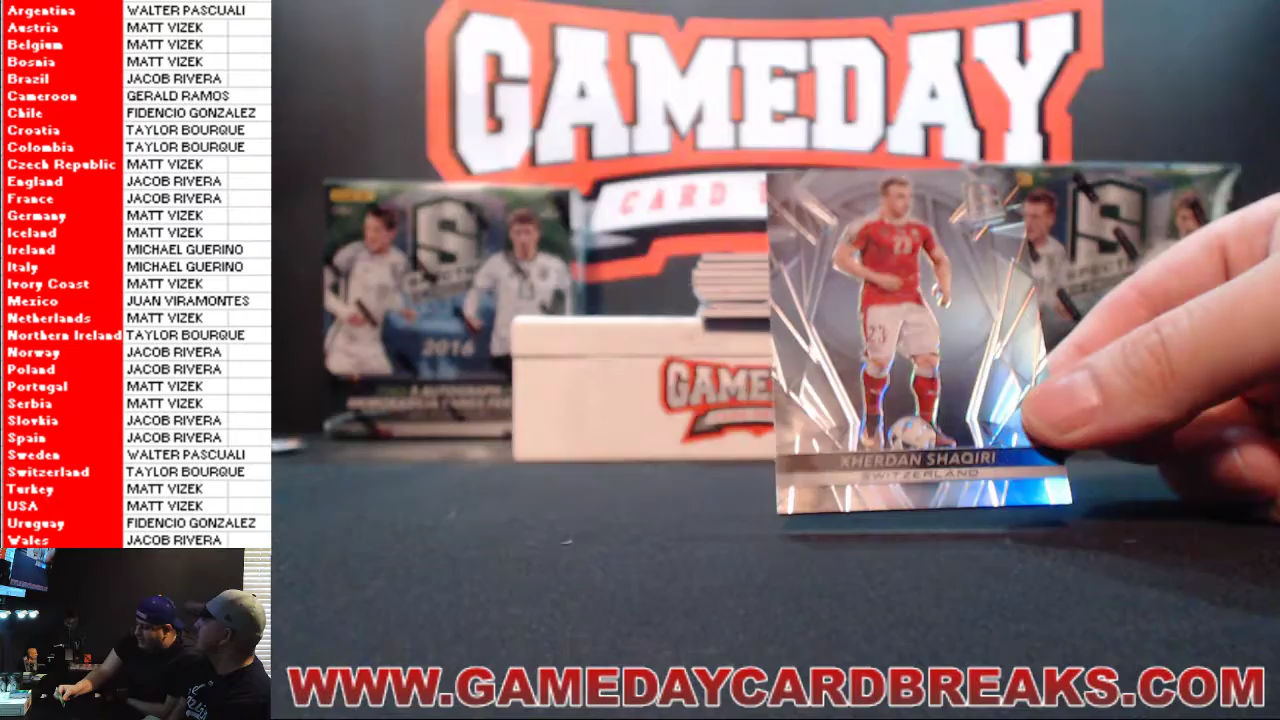 Argentina WALTER PASCUALI
Austria MATT VIZEK
Belgium MATT VIZEK
Bosnia MATT VIZEK
Brazil JACOB RIVERA
Cameroon GERALD RAMOS
Chile FIDENCIO GONZALEZ
Croatia TAYLOR BOURQUE
Colombia TAYLOR BOURQUE
Czech Republic MATT VIZEK
England JACOB RIVERA
France JACOB RIVERA
Germany MATT VIZEK
Iceland MATT VIZEK
Ireland MICHAEL GUERINO
Italy MICHAEL GUERINO
Ivory Coast MATT VIZEK
Mexico JUAN VIRAMONTES
Netherlands MATT VIZEK
Northern Ireland TAYLOR BOURQUE
Norway JACOB RIVERA
Poland JACOB RIVERA
Portugal MATT VIZEK
Serbia MATT VIZEK
Slovkia JACOB RIVERA
Spain JACOB RIVERA
Sweden WALTER PASCUALI
Switzerland TAYLOR BOURQUE
Turkey MATT VIZEK
USA MATT VIZEK
Uruguay FIDENCIO GONZALEZ
Wales JACOB RIVERA
GAMEDAY
CARD
S
2016
GAME
23
23
XHERDAN SHAQIRI
SWITZERLAND
S
WWW.GAMEDAYCARDBREAKS.COM